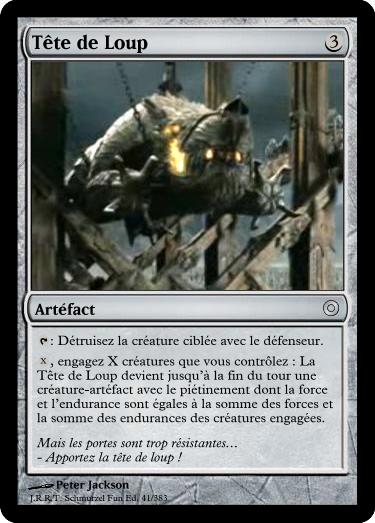 Tête de Loup 3
Artéfact
: Détruisez la créature ciblée avec le défenseur.
X , engagez X créatures que vous contrôlez : La
Tête de Loup devient jusqu'à la fin du tour une
créature-artéfact avec le piétinement dont la force
et l'endurance sont égales à la somme des forces et
la somme des endurances des créatures engagées.
Mais les portes sont trop résistantes...
- Apportez la tête de loup !
Peter Jackson
J.R.R.T. Schmurzel Fun Ed. 41/383